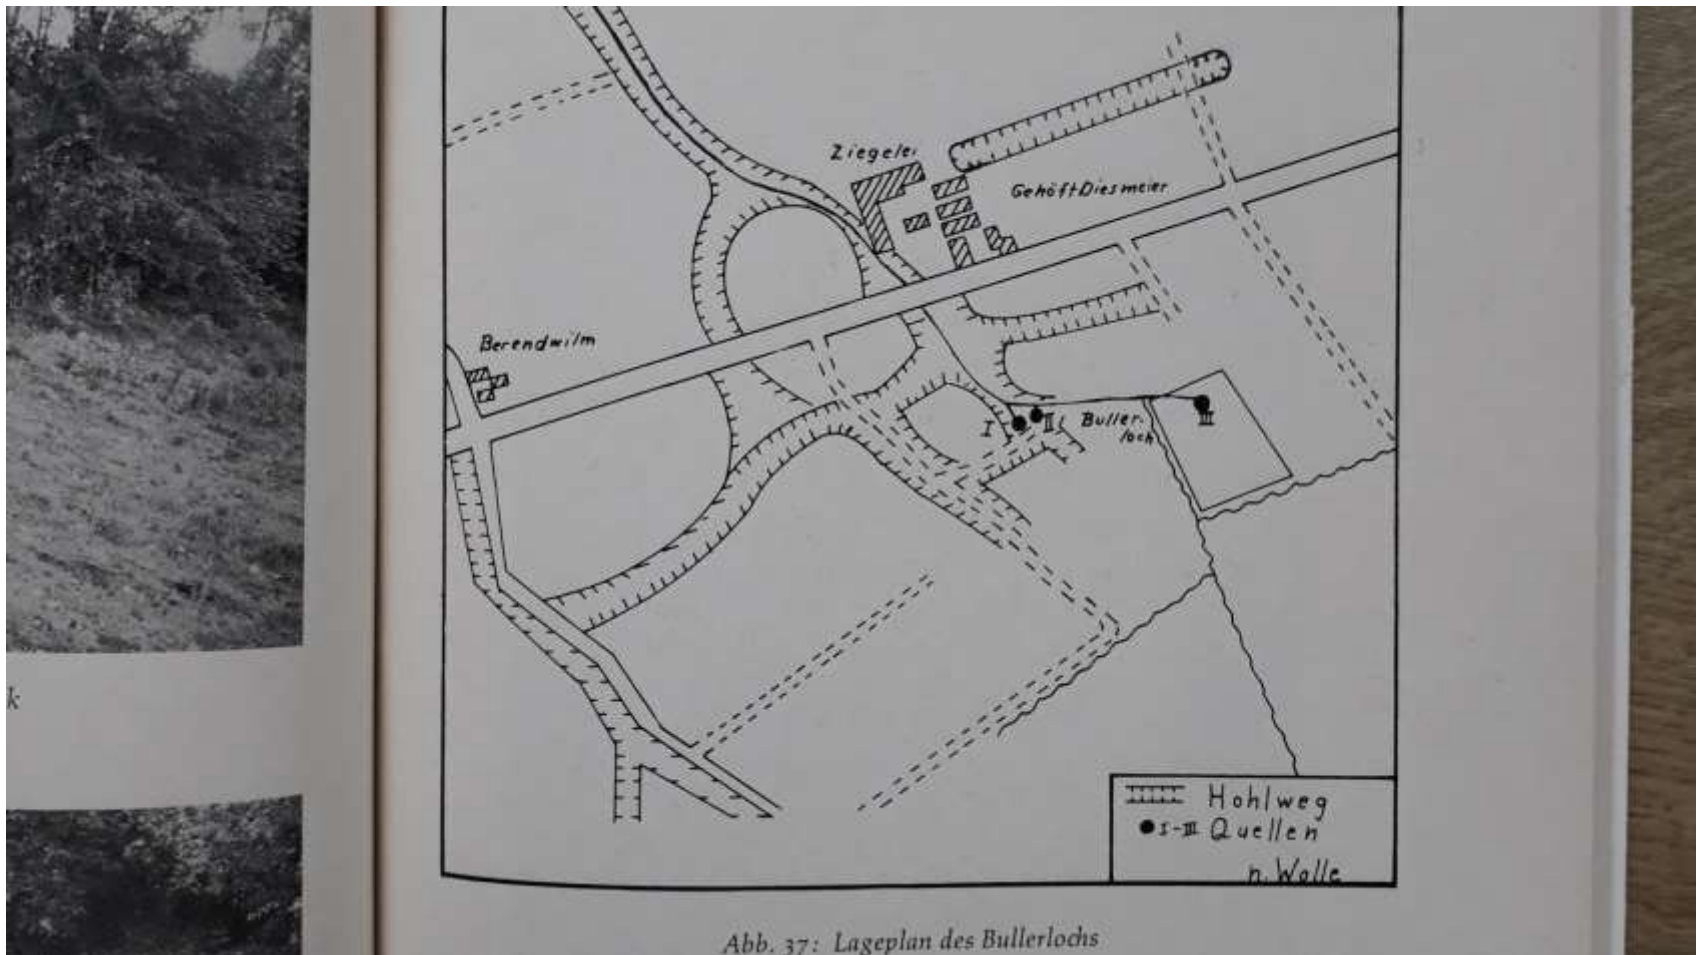 Ziegelei
Gehöft Diesmeier
Berendwilm
I
II
Buller-
loch
III
Hohlweg
I-III Quellen
n. Wolle
k
Abb. 37: Lageplan des Bullerlochs